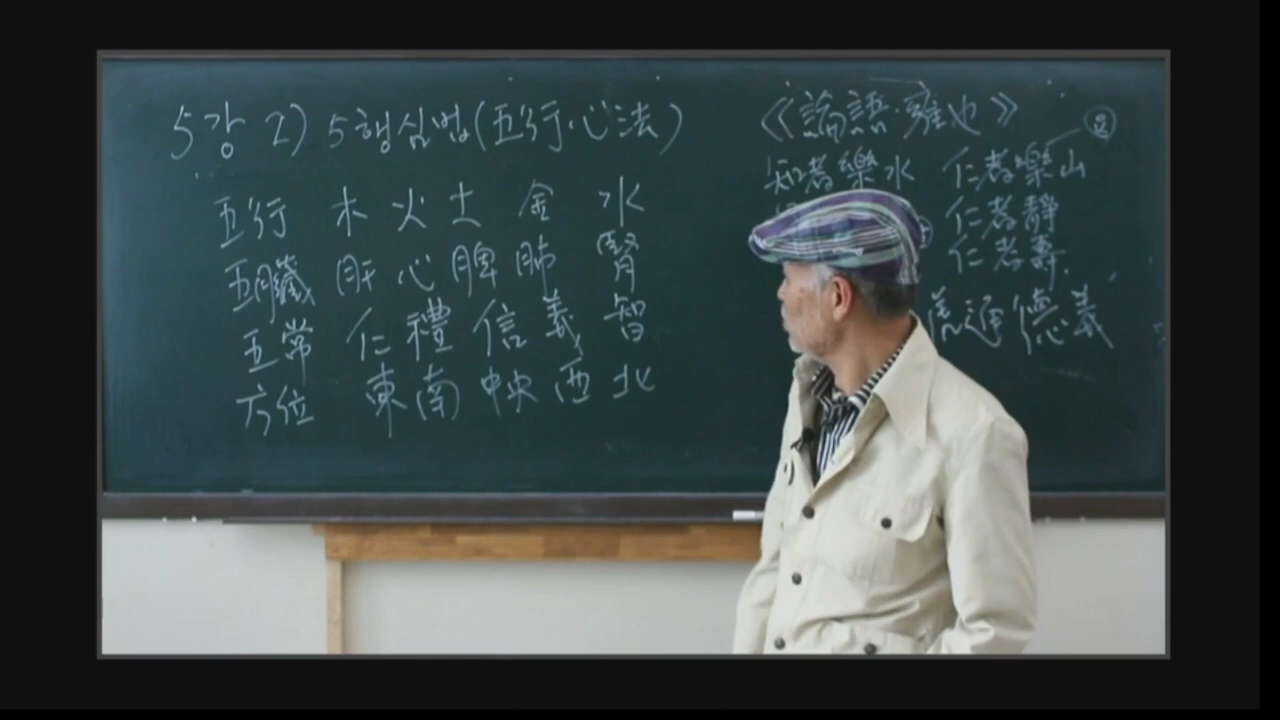 5강 2) 5행심법(五行心法)
五行 木 火 土 金 水
五臟 肝 心 脾 肺 腎
五常 仁 禮 信 義 智
方位 東 南 中央 西 北
《論語·雍也》
知者樂水 仁者樂山
仁者靜
仁者壽.
進德義